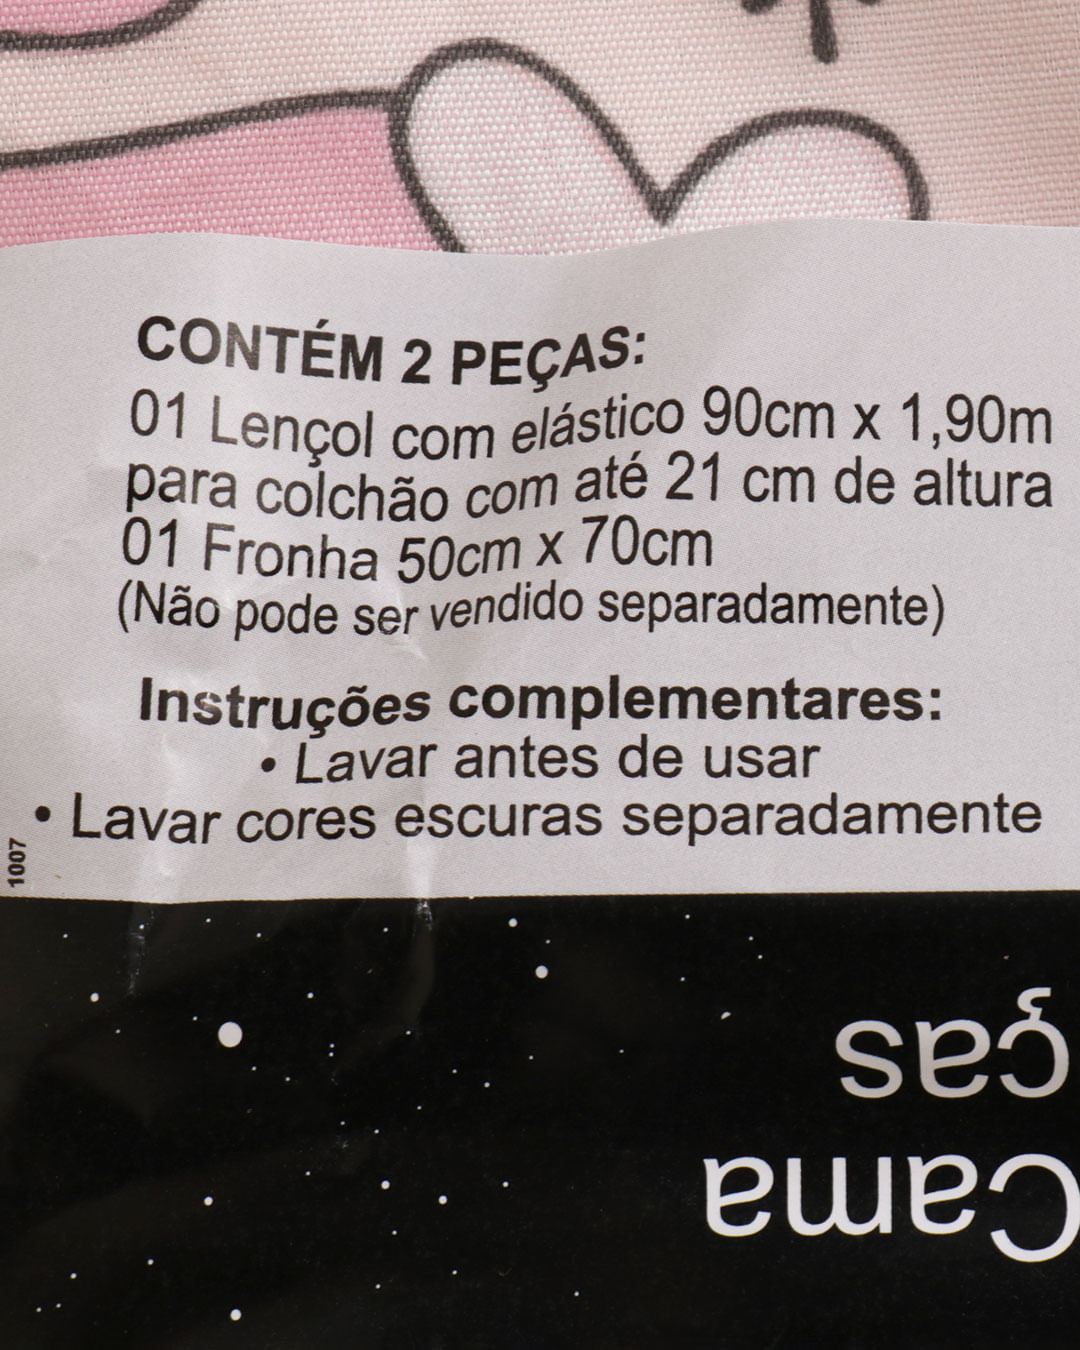 CONTÉM 2 PEÇAS:
01 Lençol com elástico 90cm x 1,90m
para colchão com até 21 cm de altura
01 Fronha 50cm x 70cm
(Não pode ser vendido separadamente)
Instruções complementares:
• Lavar antes de usar
• Lavar cores escuras separadamente
1007
Cama
ças